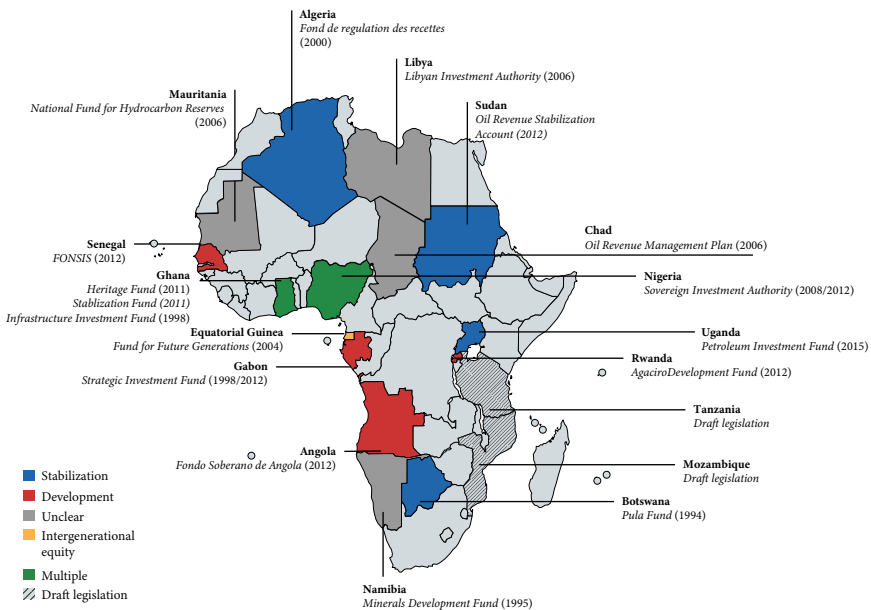 Algeria
Fond de regulation des recettes
(2000)
Libya
Libyan Investment Authority (2006)
Mauritania
National Fund for Hydrocarbon Reserves
(2006)
Sudan
Oil Revenue Stabilization
Account (2012)
Chad
Oil Revenue Management Plan (2006)
Senegal
FONSIS (2012)
Ghana
Heritage Fund (2011)
Stablization Fund (2011)
Infrastructure Investment Fund (1998)
Nigeria
Sovereign Investment Authority (2008/2012)
Equatorial Guinea
Fund for Future Generations (2004)
Uganda
Petroleum Investment Fund (2015)
Gabon
Strategic Investment Fund (1998/2012)
Rwanda
AgaciroDevelopment Fund (2012)
Tanzania
Draft legislation
Angola
Fondo Soberano de Angola (2012)
Mozambique
Draft legislation
Botswana
Pula Fund (1994)
Namibia
Minerals Development Fund (1995)
Stabilization
Development
Unclear
Intergenerational
equity
Multiple
Draft legislation